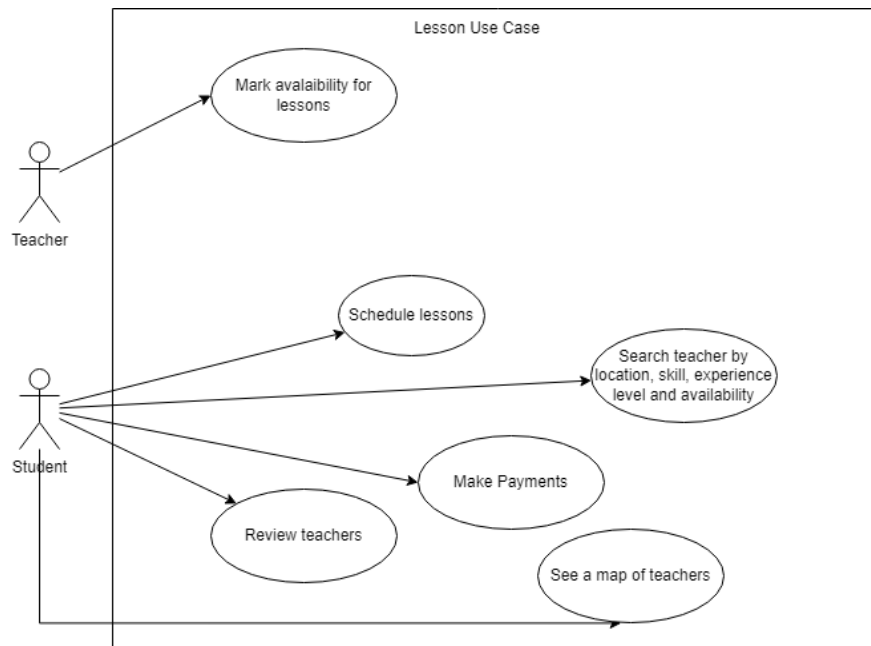 Lesson Use Case
Mark avalaibility for
lessons
Teacher
Schedule lessons
Search teacher by
location, skill, experience
level and availability
Student
Make Payments
Review teachers
See a map of teachers